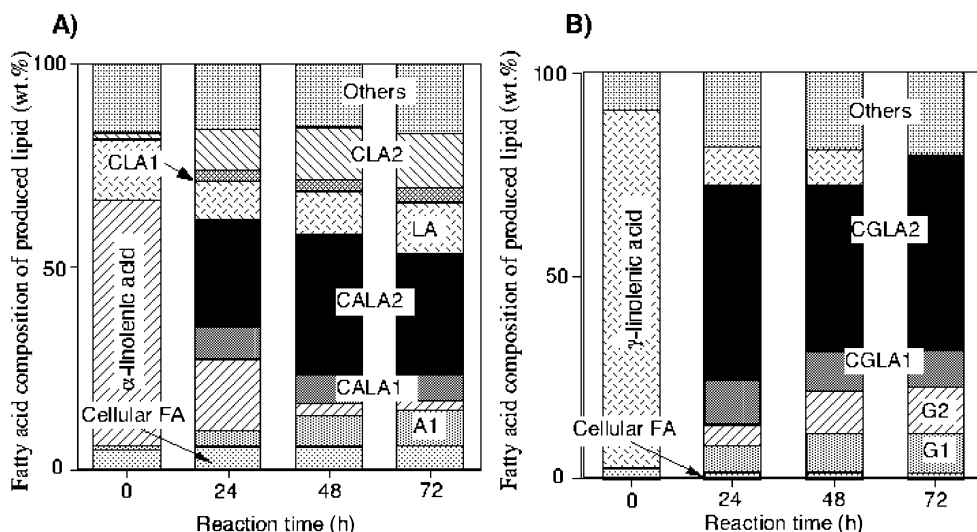 A)
Fatty acid composition of produced lipid (wt.%)
100
50
0
Others
CLA1
CLA2
LA
α-linolenic acid
CALA2
CALA1
Cellular FA
A1
0 24 48 72
Reaction time (h)
B)
Fatty acid composition of produced lipid (wt.%)
100
50
0
Others
γ-linolenic acid
CGLA2
CGLA1
Cellular FA
G2
G1
0 24 48 72
Reaction time (h)